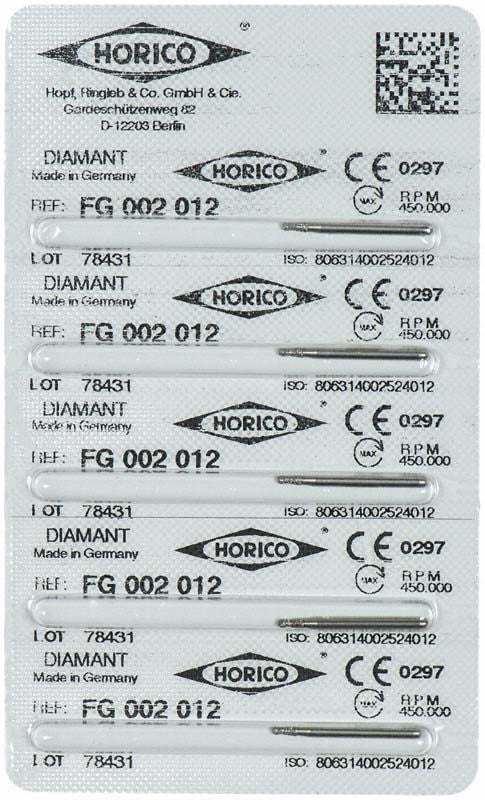 HORICO ®
Hopf, Ringleb & Co. GmbH & Cie.
Gardeschützenweg 82
D-12203 Berlin
DIAMANT HORICO ® CE 0297
Made in Germany
MAX RPM
REF: FG 002 012 450.000
LOT 78431 ISO: 806314002524012
DIAMANT HORICO ® CE 0297
Made in Germany
MAX RPM
REF: FG 002 012 450.000
LOT 78431 ISO: 806314002524012
DIAMANT HORICO ® CE 0297
Made in Germany
MAX RPM
REF: FG 002 012 450.000
LOT 78431 ISO: 806314002524012
DIAMANT HORICO ® CE 0297
Made in Germany
MAX RPM
REF: FG 002 012 450.000
LOT 78431 ISO: 806314002524012
DIAMANT HORICO ® CE 0297
Made in Germany
MAX RPM
REF: FG 002 012 450.000
LOT 78431 ISO: 806314002524012